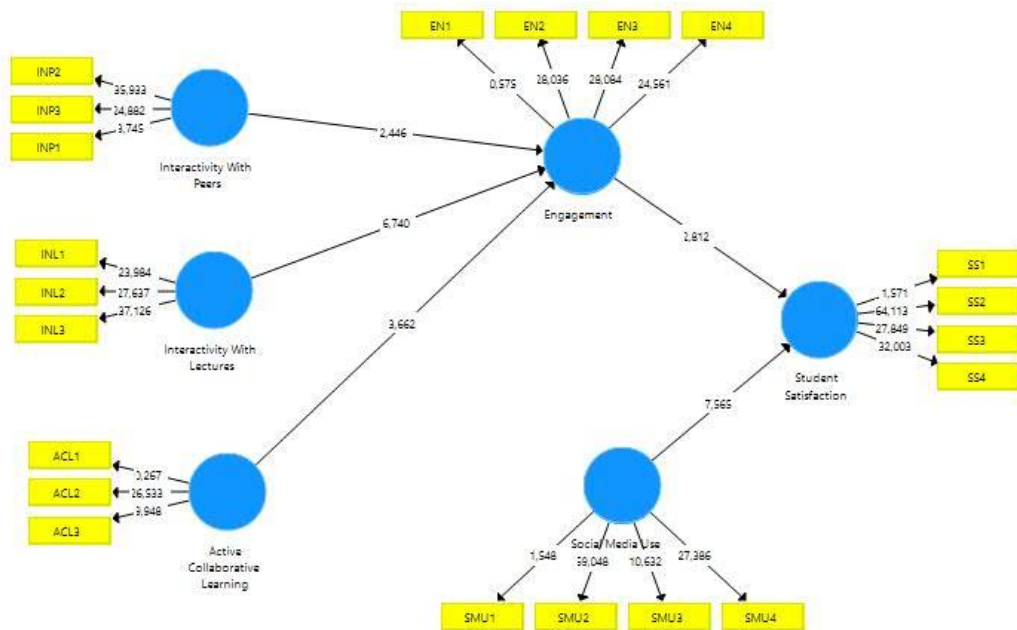 EN1
EN2
EN3
EN4
INP2
INP3
INP1
35,933
24,882
3,745
Interactivity With
Peers
0,575
28,036
28,084
24,561
2,446
Engagement
6,740
INL1
INL2
INL3
23,984
27,637
37,126
Interactivity With
Lectures
3,662
2,812
1,571
64,113
27,849
32,003
SS1
SS2
SS3
SS4
Student
Satisfaction
7,565
ACL1
ACL2
ACL3
0,267
26,533
3,948
Active
Collaborative
Learning
Social Media Use
1,548
39,048
10,632
27,386
SMU1
SMU2
SMU3
SMU4